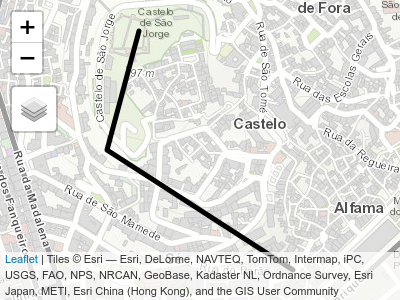 +
−
Castelo
de São
Jorge
97 m
Castelo de São Jorge
de Fora
Rua de São Tomé
Rua das Escolas Gerais
Castelo
Rua da Regueira
Alfama
Rua de São Mamede
Rua da Madalena
dos Fanqueiros
Leaflet | Tiles © Esri — Esri, DeLorme, NAVTEQ, TomTom, Intermap, iPC,
USGS, FAO, NPS, NRCAN, GeoBase, Kadaster NL, Ordnance Survey, Esri
Japan, METI, Esri China (Hong Kong), and the GIS User Community